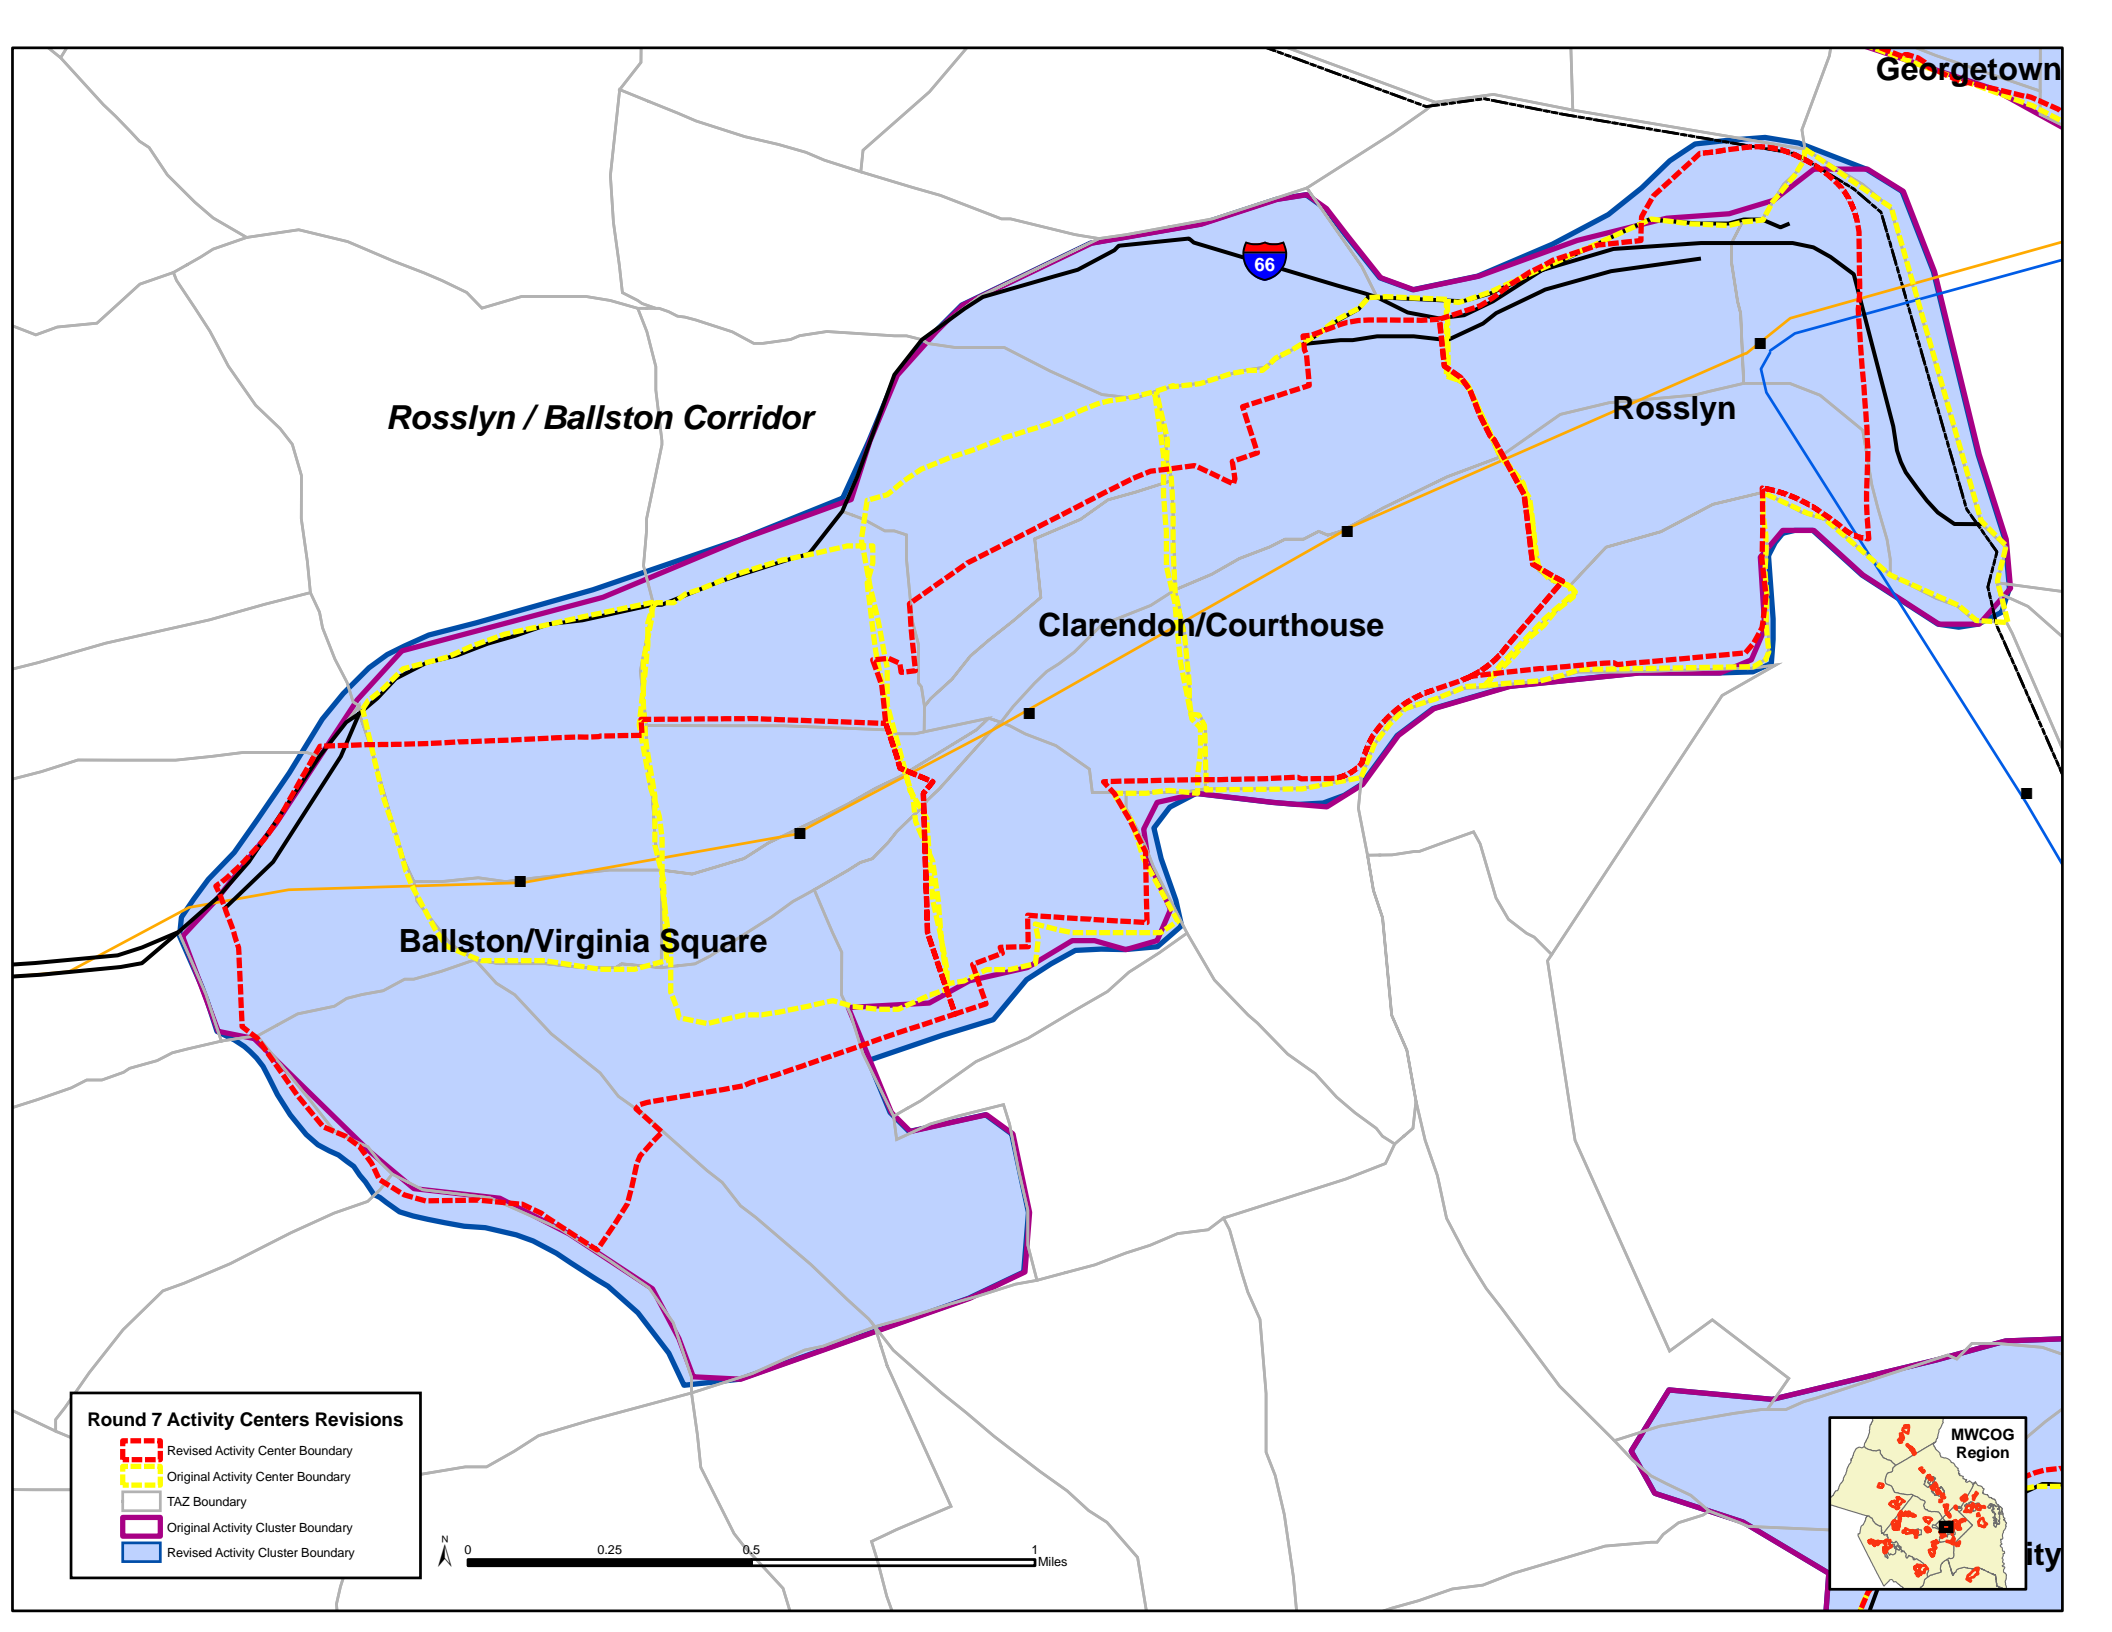 Georgetown
66
Rosslyn / Ballston Corridor
Rosslyn
Clarendon/Courthouse
Ballston/Virginia Square
Round 7 Activity Centers Revisions
Revised Activity Center Boundary
Original Activity Center Boundary
TAZ Boundary
Original Activity Cluster Boundary
Revised Activity Cluster Boundary
N
0 0.25 0.5 1
Miles
MWCOG
Region
ity